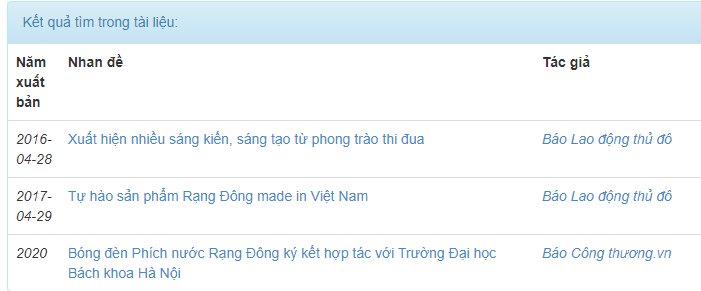 Kết quả tìm trong tài liệu:
Năm xuất bản Nhan đề Tác giả
2016-04-28 Xuất hiện nhiều sáng kiến, sáng tạo từ phong trào thi đua Báo Lao động thủ đô
2017-04-29 Tự hào sản phẩm Rạng Đông made in Việt Nam Báo Lao động thủ đô
2020 Bóng đèn Phích nước Rạng Đông ký kết hợp tác với Trường Đại học Báo Công thương.vn
Bách khoa Hà Nội